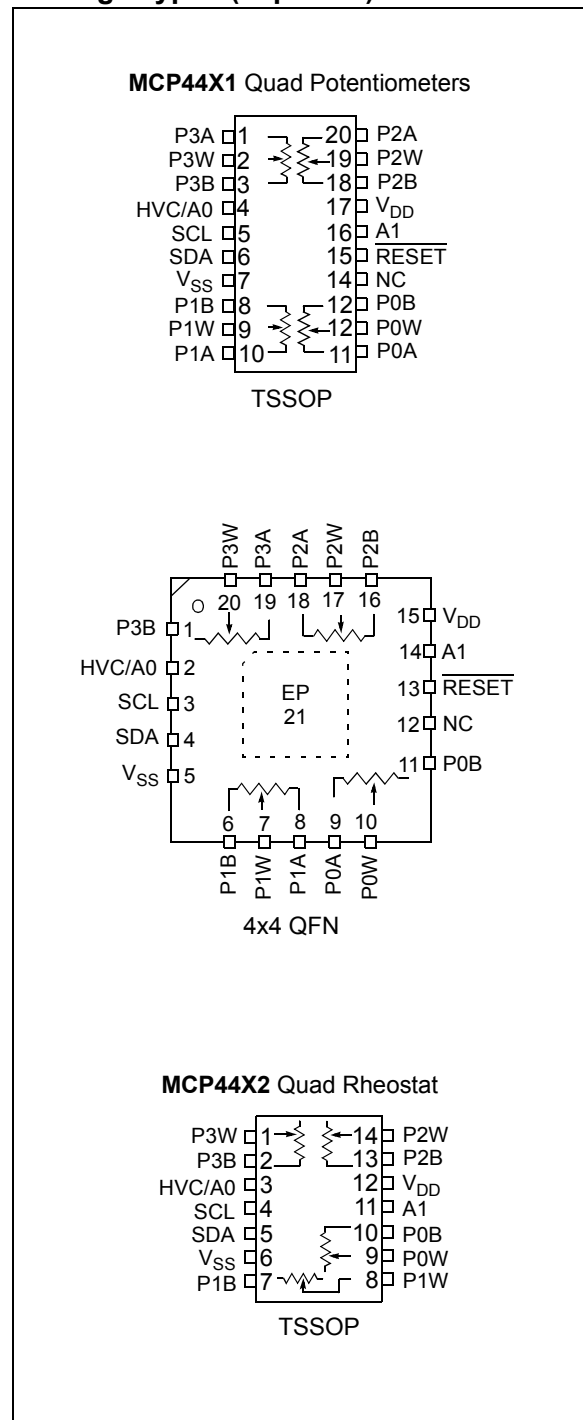 MCP44X1 Quad Potentiometers
P3A 1 20 P2A
P3W 2 19 P2W
P3B 3 18 P2B
HVC/A0 4 17 VDD
SCL 5 16 A1
SDA 6 15 RESET
VSS 7 14 NC
P1B 8 12 P0B
P1W 9 12 P0W
P1A 10 11 P0A
TSSOP
P3W P3A P2A P2W P2B
20 19 18 17 16
P3B 1 15 VDD
HVC/A0 2 14 A1
SCL 3 EP 21 13 RESET
SDA 4 12 NC
VSS 5 11 P0B
6 7 8 9 10
P1B P1W P1A P0A P0W
4x4 QFN
MCP44X2 Quad Rheostat
P3W 1 14 P2W
P3B 2 13 P2B
HVC/A0 3 12 VDD
SCL 4 11 A1
SDA 5 10 P0B
VSS 6 9 P0W
P1B 7 8 P1W
TSSOP